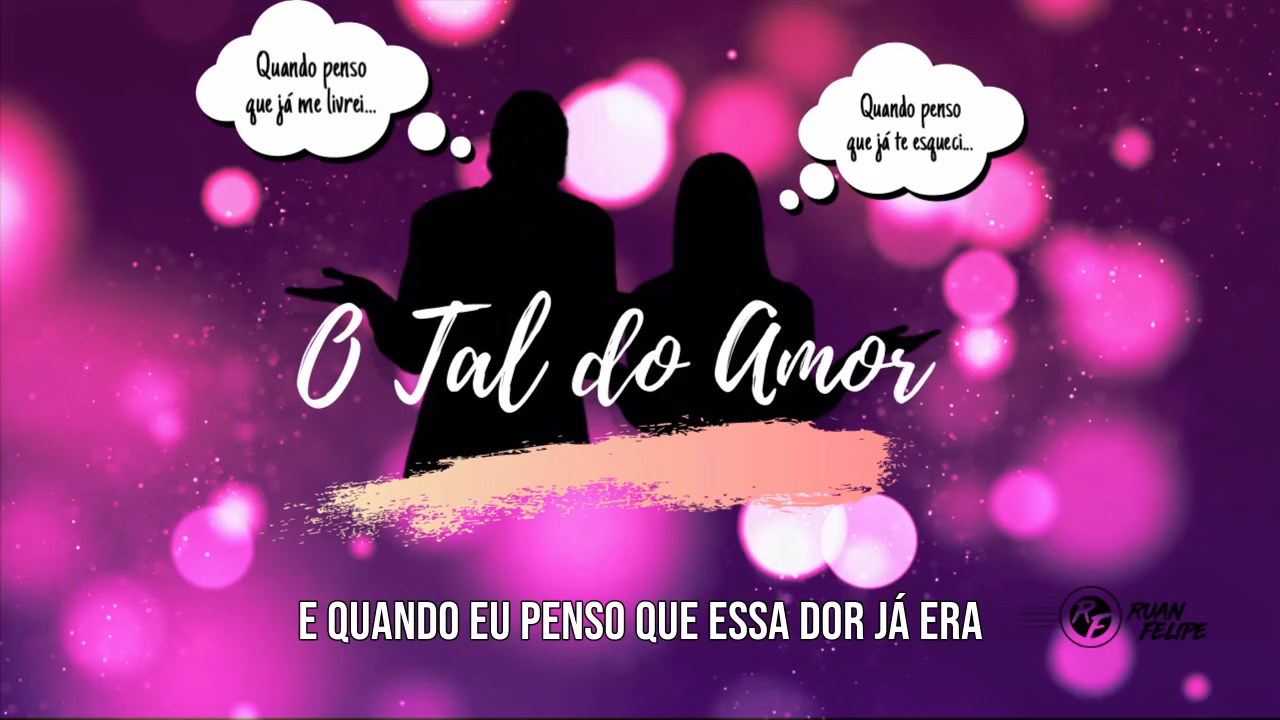 Quando penso
que já me livrei...
Quando penso
que já te esqueci...
O Tal do Amor
E QUANDO EU PENSO QUE ESSA DOR JÁ ERA
RF
RUAN
FELIPE